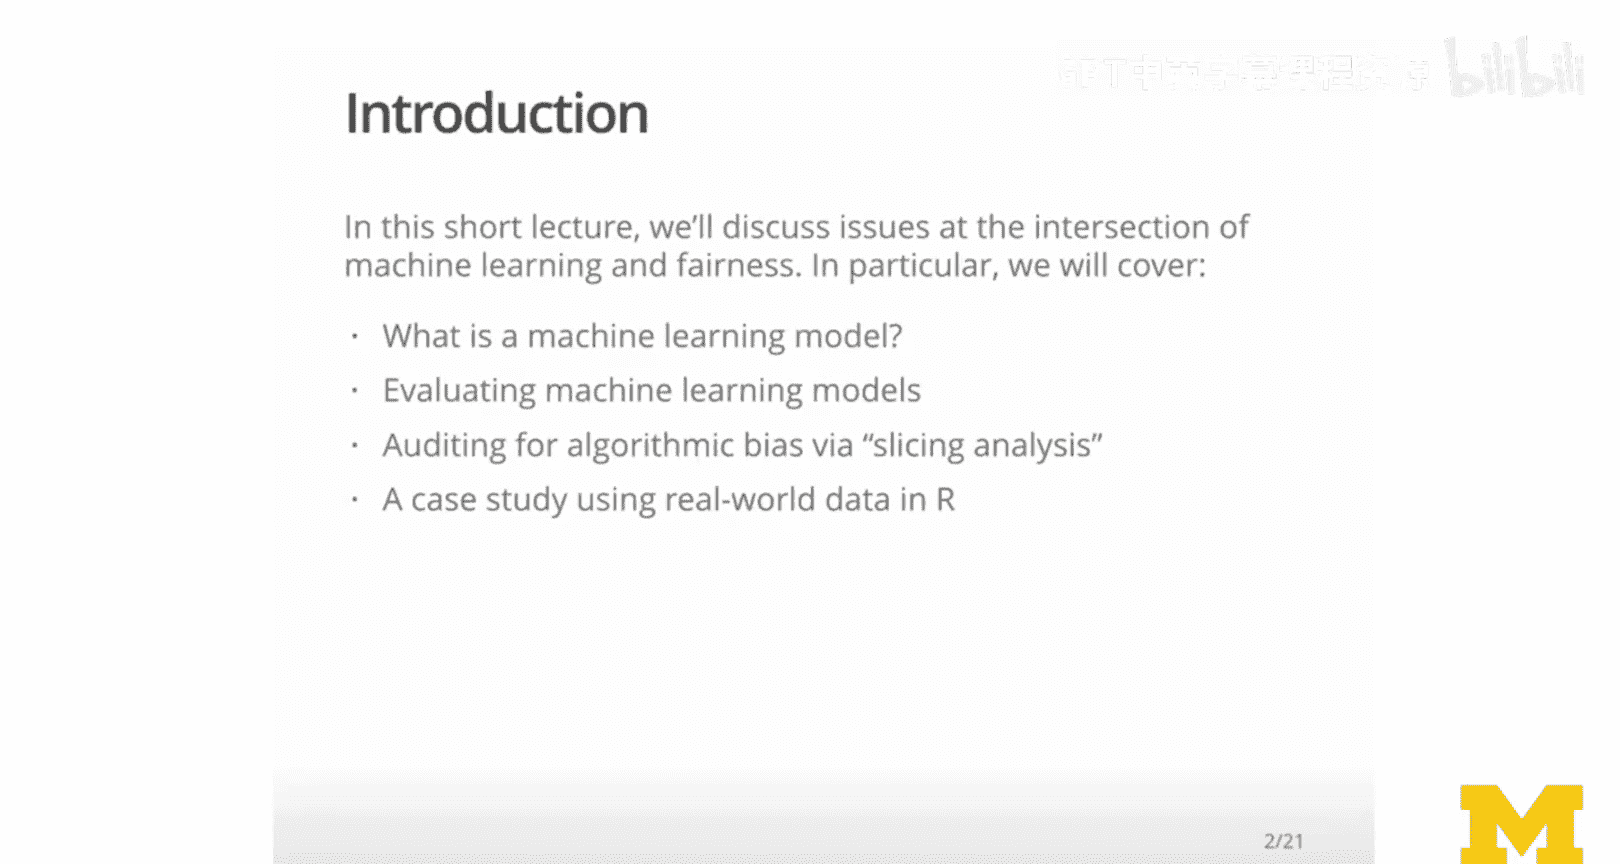 bilibili
Introduction
In this short lecture, we’ll discuss issues at the intersection of
machine learning and fairness. In particular, we will cover:
· What is a machine learning model?
· Evaluating machine learning models
· Auditing for algorithmic bias via “slicing analysis”
· A case study using real-world data in R
2/21
M